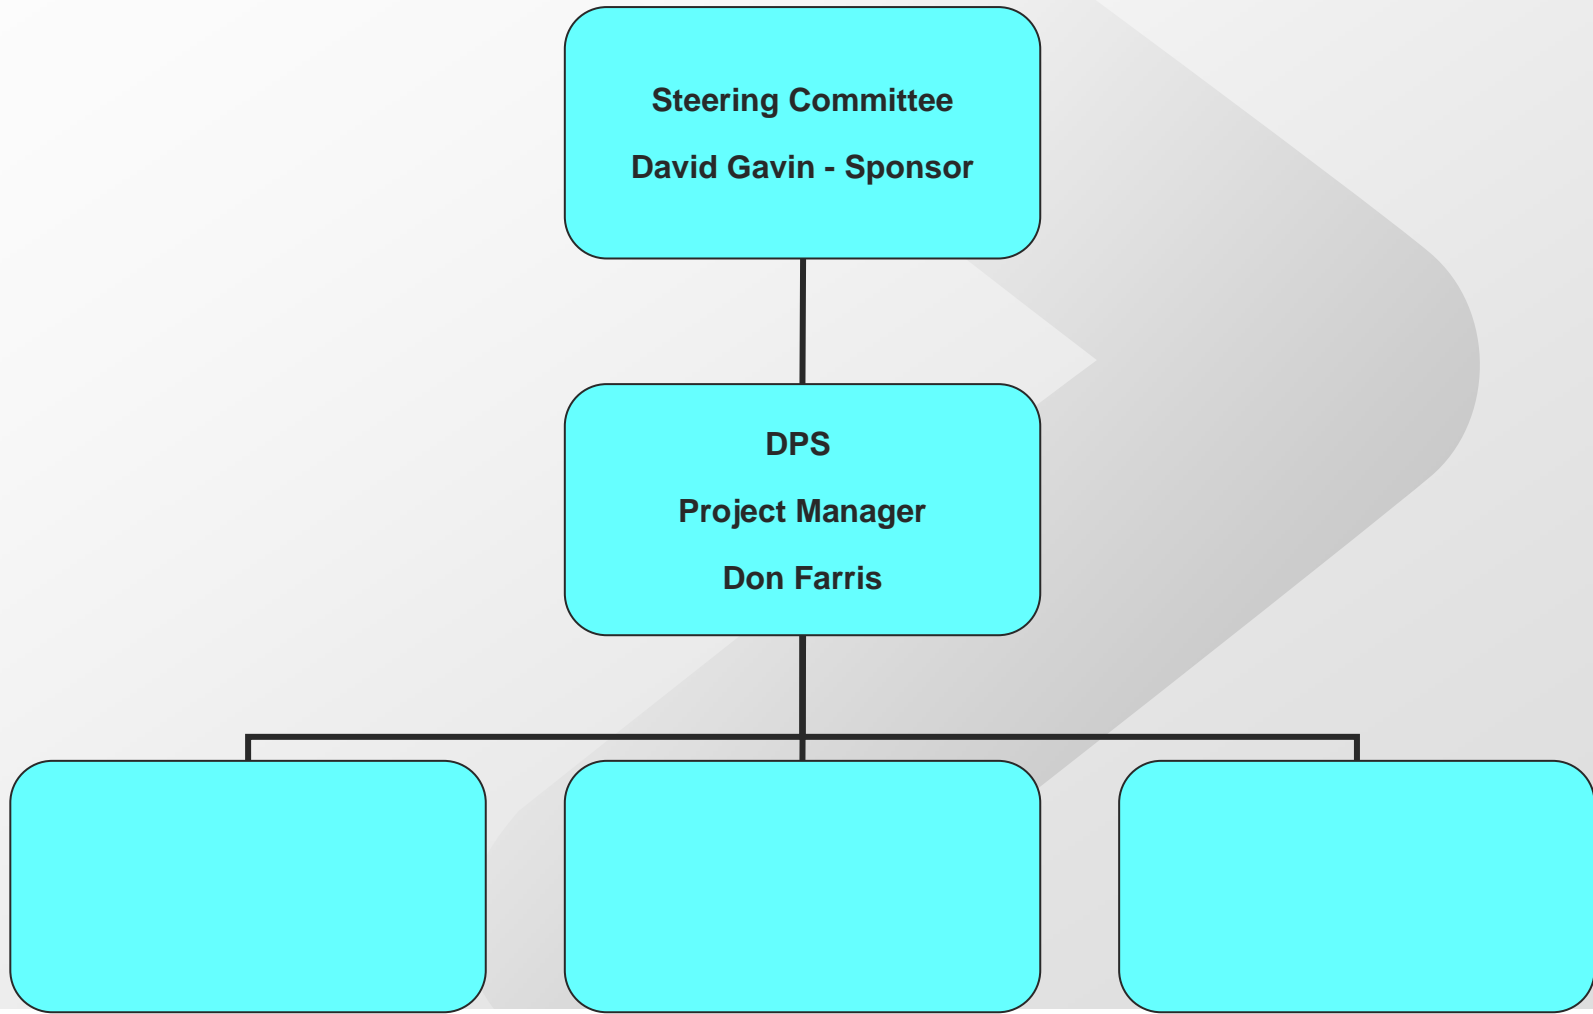 Steering Committee
David Gavin - Sponsor
DPS
Project Manager
Don Farris